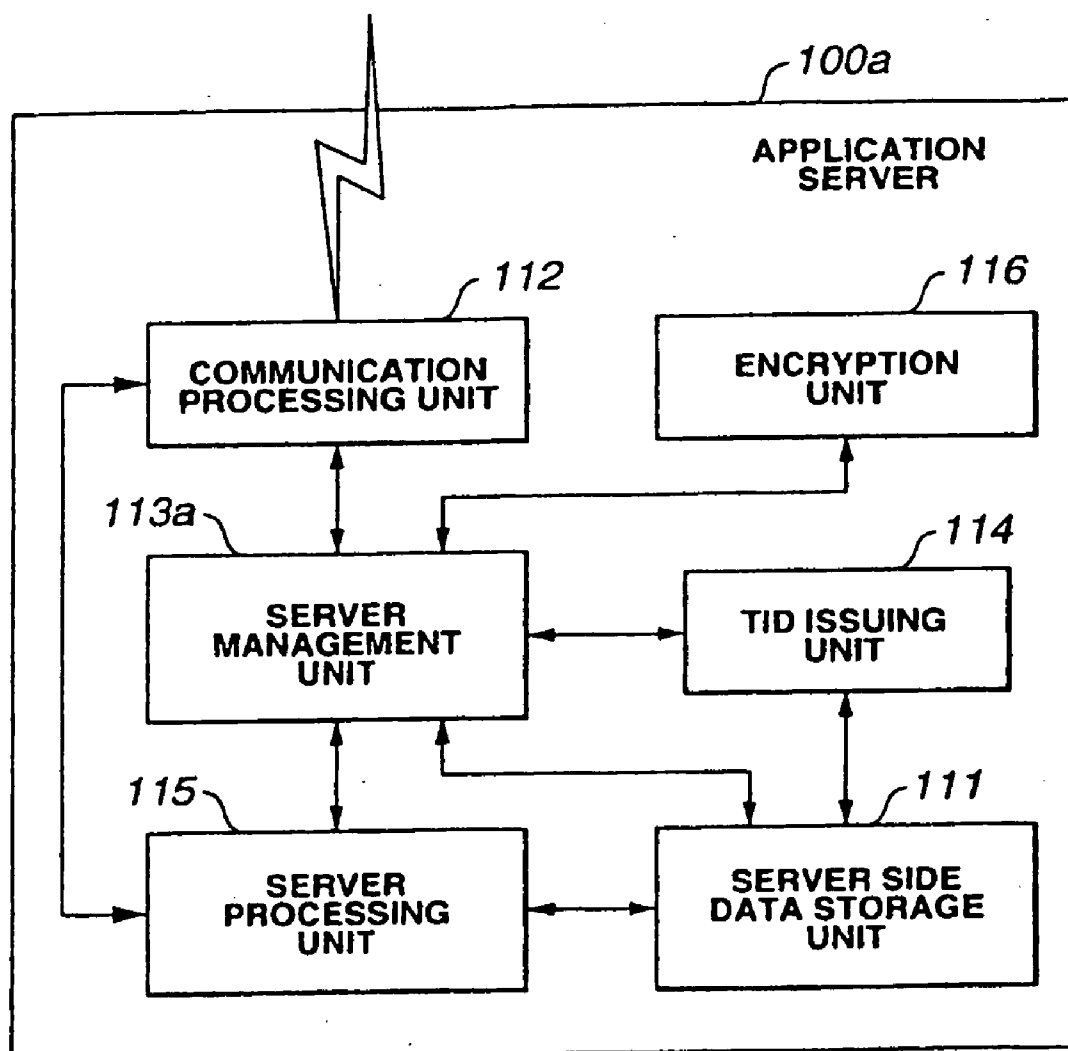 100a
APPLICATION
SERVER
112
COMMUNICATION
PROCESSING UNIT
116
ENCRYPTION
UNIT
113a
SERVER
MANAGEMENT
UNIT
114
TID ISSUING
UNIT
115
SERVER
PROCESSING
UNIT
111
SERVER SIDE
DATA STORAGE
UNIT